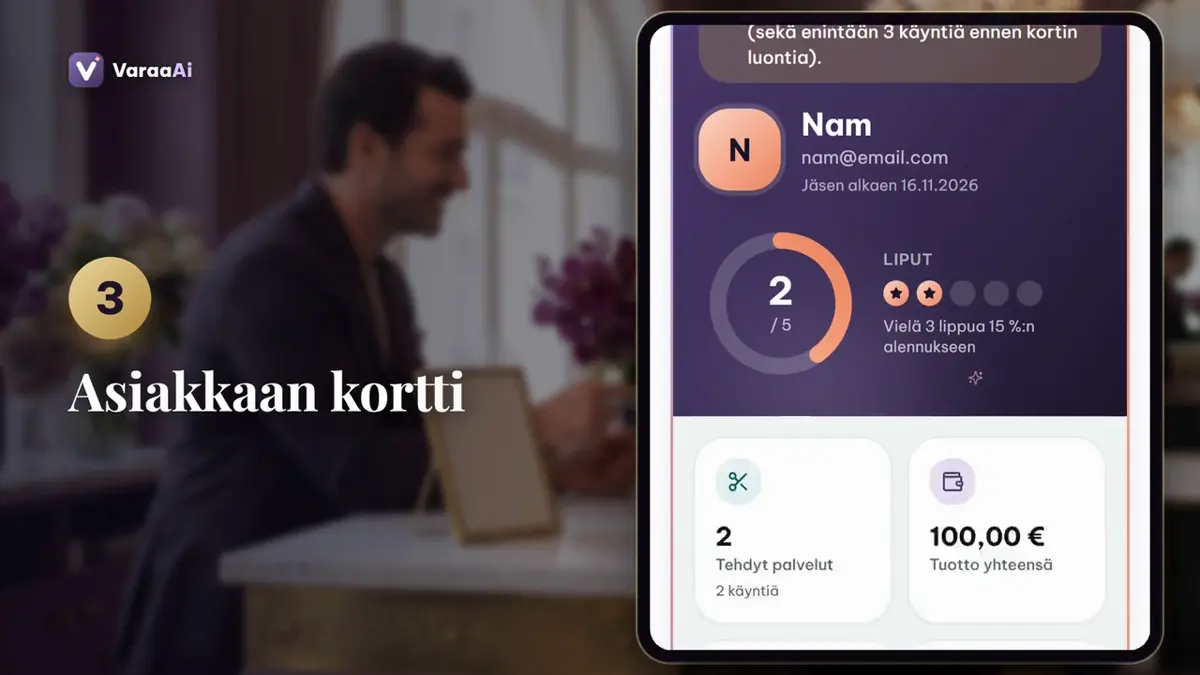 VaraaAi
3
Asiakkaan kortti
(sekä enintään 3 käyntiä ennen kortin
luontia).
N
Nam
nam@email.com
Jäsen alkaen 16.11.2026
2
/ 5
LIPUT
Vielä 3 lippua 15 %:n
alennukseen
2
Tehdyt palvelut
2 käyntiä
100,00 €
Tuotto yhteensä